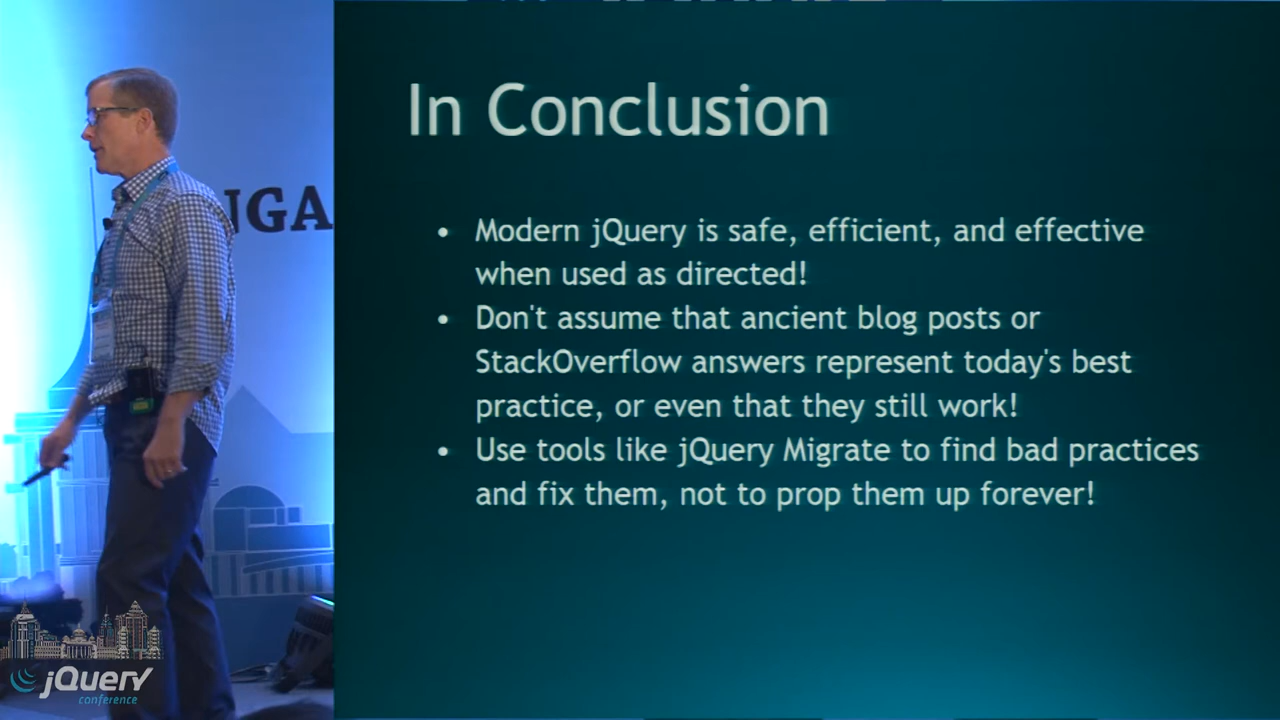 In Conclusion
• Modern jQuery is safe, efficient, and effective
when used as directed!
• Don't assume that ancient blog posts or
StackOverflow answers represent today's best
practice, or even that they still work!
• Use tools like jQuery Migrate to find bad practices
and fix them, not to prop them up forever!
NGA
jQuery
conference